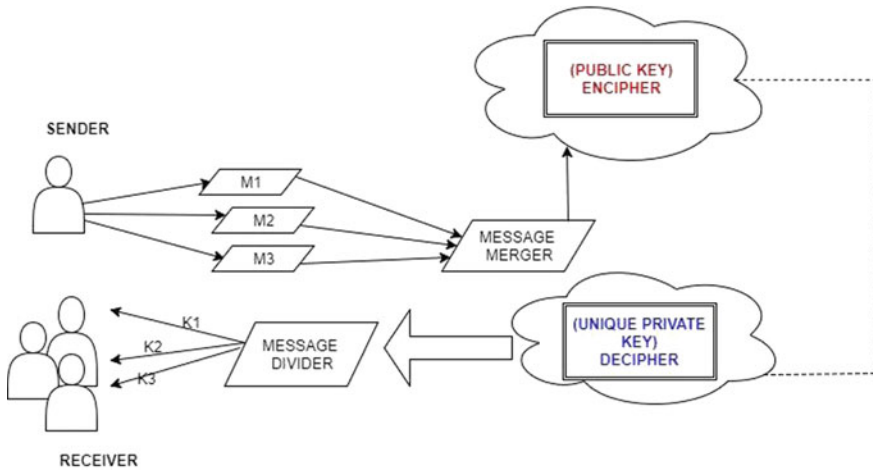 (PUBLIC KEY)
ENCIPHER
SENDER
M1
M2
M3
MESSAGE
MERGER
K1
K2
K3
MESSAGE
DIVIDER
(UNIQUE PRIVATE
KEY)
DECIPHER
RECEIVER